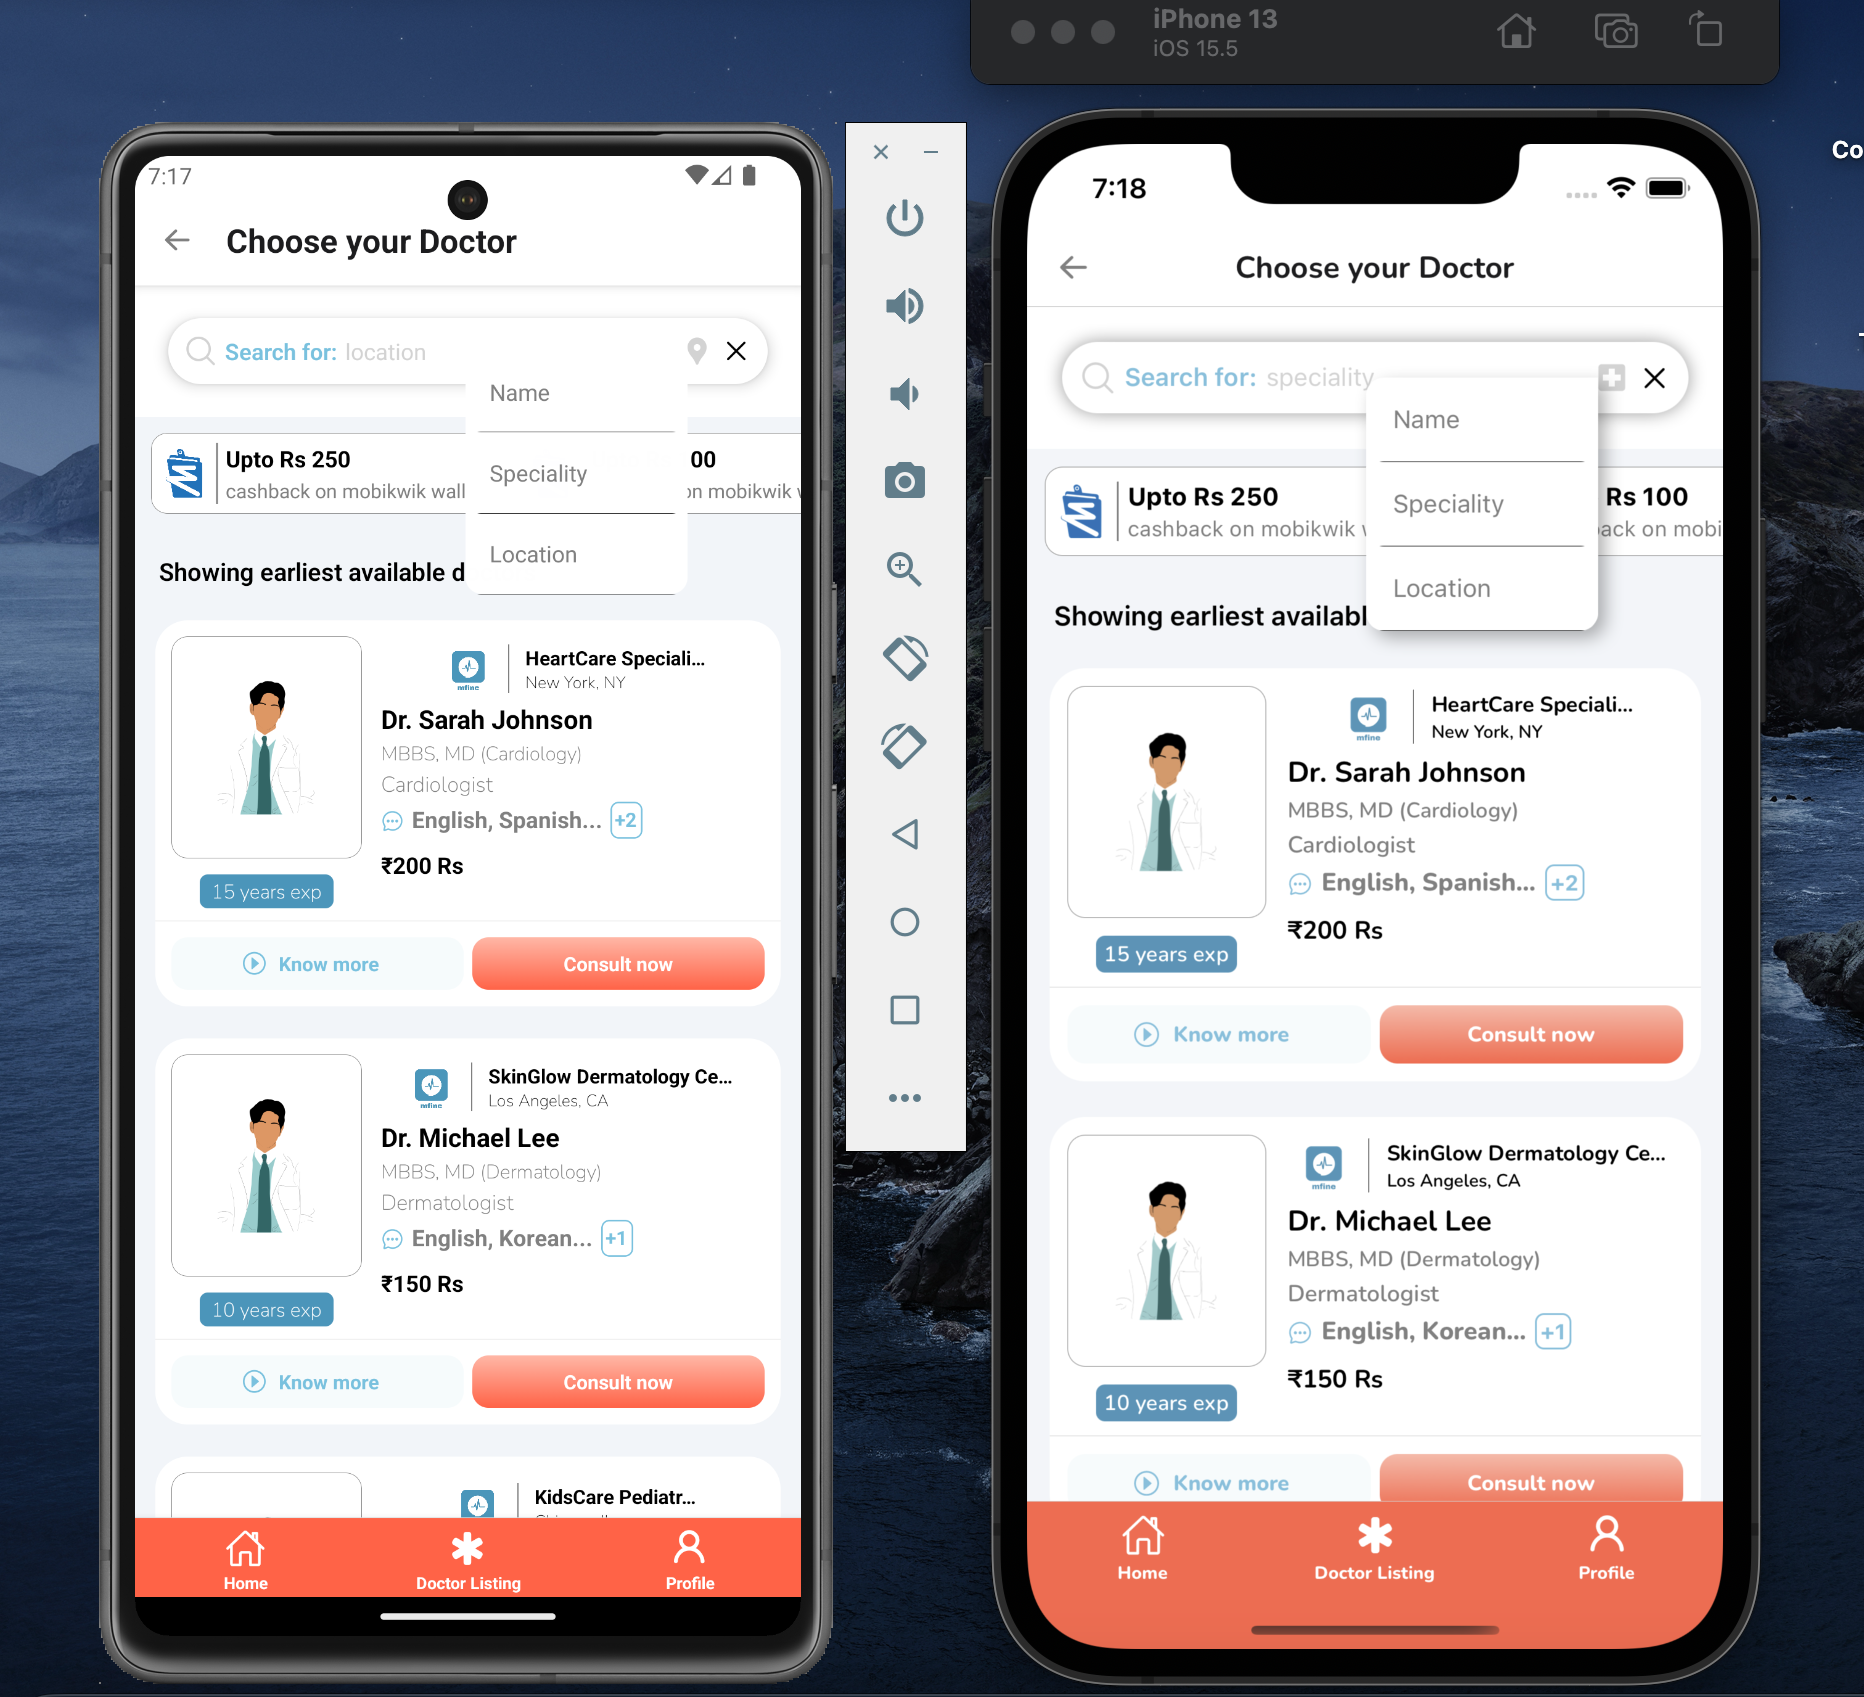 iPhone 13
iOS 15.5
Co
7:17
Choose your Doctor
Search for: location
Name
Speciality
Location
Upto Rs 250
cashback on mobikwik wall
00
on mobikwik
Showing earliest available d
mfine
HeartCare Speciali...
New York, NY
Dr. Sarah Johnson
MBBS, MD (Cardiology)
Cardiologist
English, Spanish... +2
₹200 Rs
15 years exp
Know more
Consult now
mfine
SkinGlow Dermatology Ce...
Los Angeles, CA
Dr. Michael Lee
MBBS, MD (Dermatology)
Dermatologist
English, Korean... +1
₹150 Rs
10 years exp
Know more
Consult now
KidsCare Pediatr...
Home
Doctor Listing
Profile
7:18
Choose your Doctor
Search for: speciality
Name
Speciality
Location
Upto Rs 250
cashback on mobikwik
Rs 100
ack on mobi
Showing earliest availabl
mfine
HeartCare Speciali...
New York, NY
Dr. Sarah Johnson
MBBS, MD (Cardiology)
Cardiologist
English, Spanish... +2
₹200 Rs
15 years exp
Know more
Consult now
mfine
SkinGlow Dermatology Ce...
Los Angeles, CA
Dr. Michael Lee
MBBS, MD (Dermatology)
Dermatologist
English, Korean... +1
₹150 Rs
10 years exp
Know more
Consult now
Home
Doctor Listing
Profile